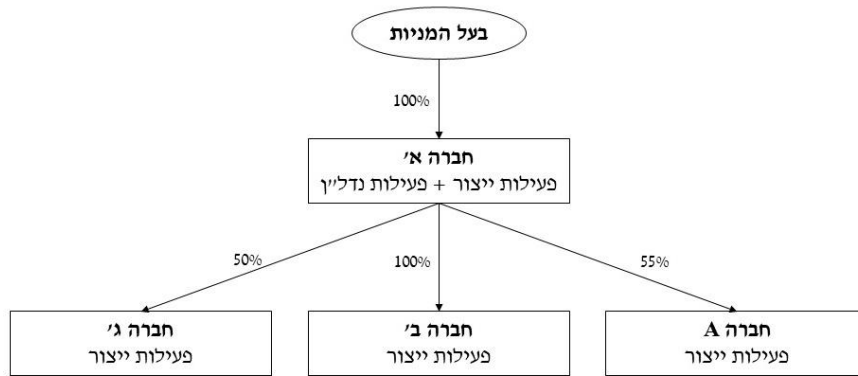 בעל המניות
100%
חברה א'
פעילות ייצור + פעילות נדל"ן
50%
100%
55%
חברה ג'
פעילות ייצור
חברה ב'
פעילות ייצור
חברה A
פעילות ייצור